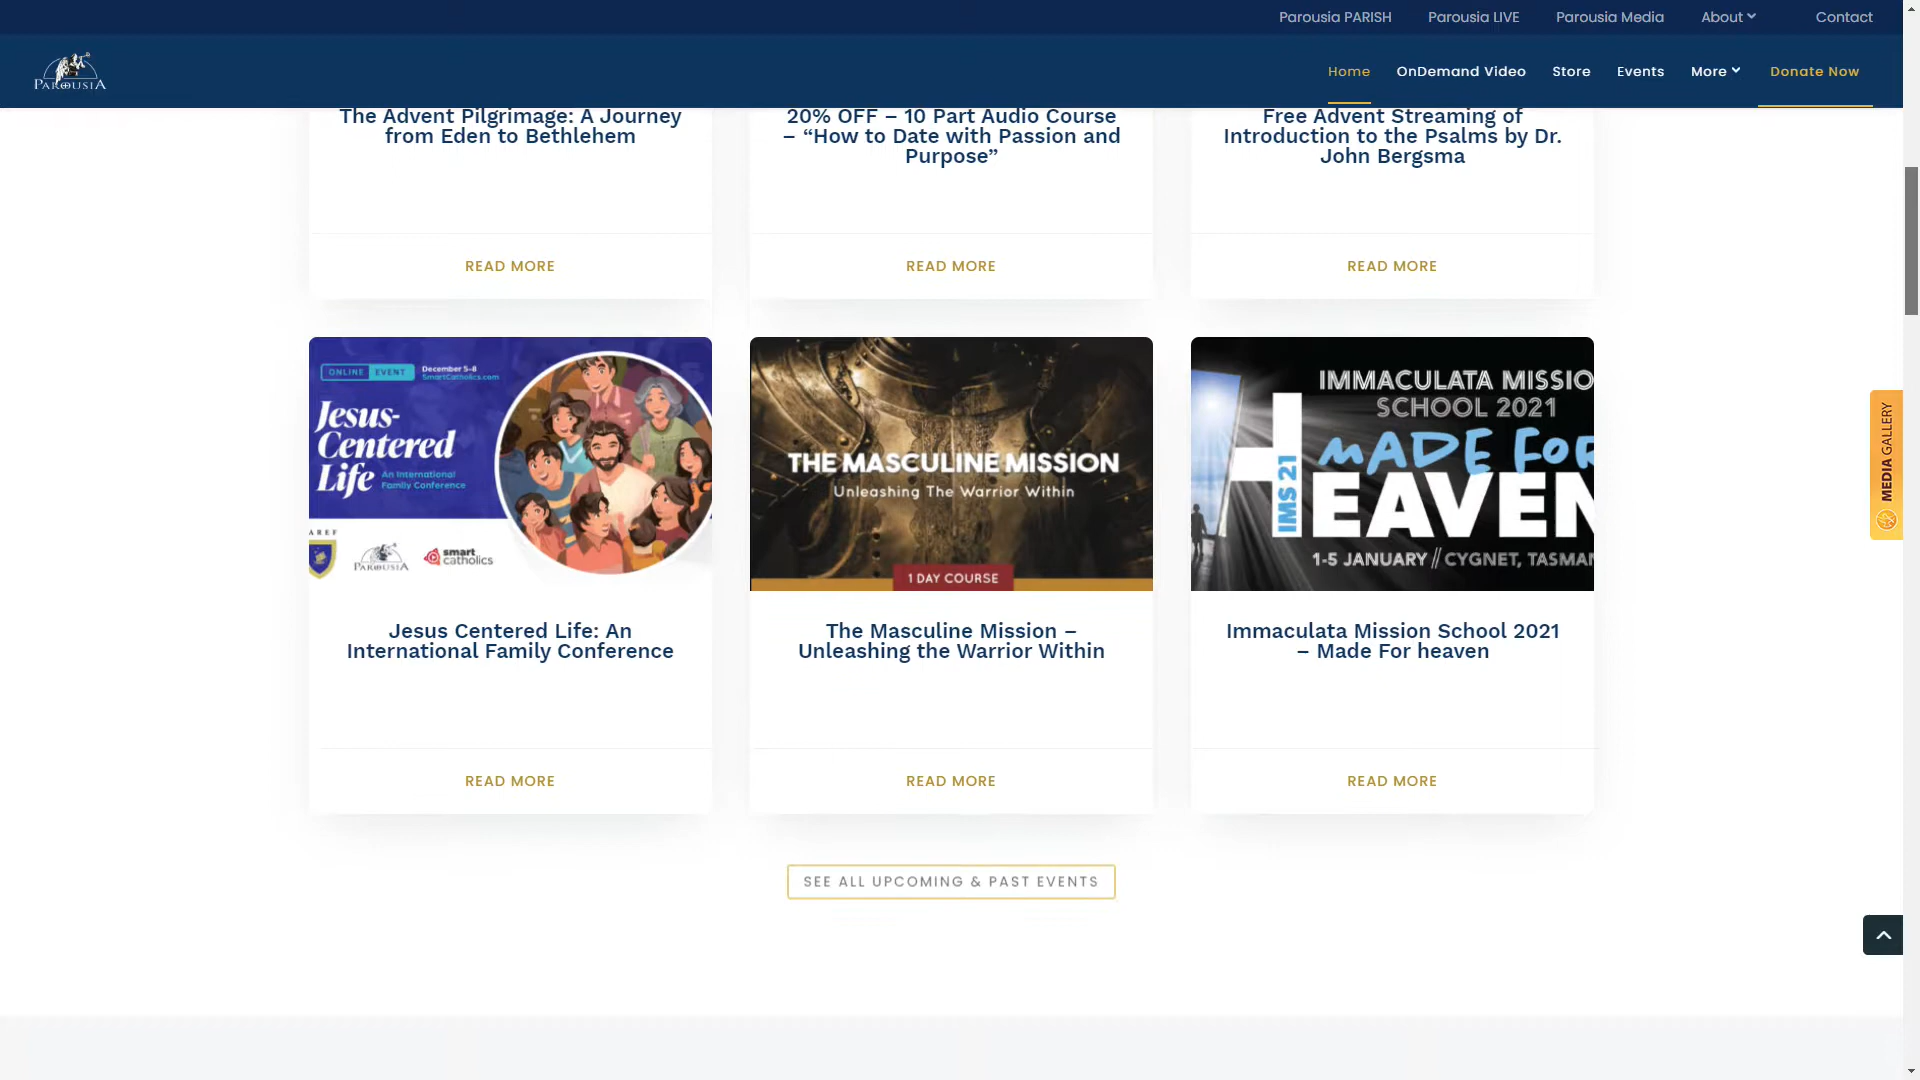 Parousia PARISH
Parousia LIVE
Parousia Media
About
Contact
PAROUSIA
Home
OnDemand Video
Store
Events
More
Donate Now
The Advent Pilgrimage: A Journey
from Eden to Bethlehem
READ MORE
20% OFF – 10 Part Audio Course
– “How to Date with Passion and
Purpose”
READ MORE
Free Advent Streaming of
Introduction to the Psalms by Dr.
John Bergsma
READ MORE
ONLINE EVENT
December 5-8
SmartCatholics.com
Jesus-
Centered
Life
An International
Family Conference
AREF
PAROUSIA
smart
catholics
Jesus Centered Life: An
International Family Conference
READ MORE
THE MASCULINE MISSION
Unleashing The Warrior Within
1 DAY COURSE
The Masculine Mission –
Unleashing the Warrior Within
READ MORE
IMMACULATA MISSIO
SCHOOL 2021
MADE FOR
HEAVEN
IMS 21
1-5 JANUARY // CYGNET, TASMAN
Immaculata Mission School 2021
– Made For heaven
READ MORE
MEDIA GALLERY
SEE ALL UPCOMING & PAST EVENTS